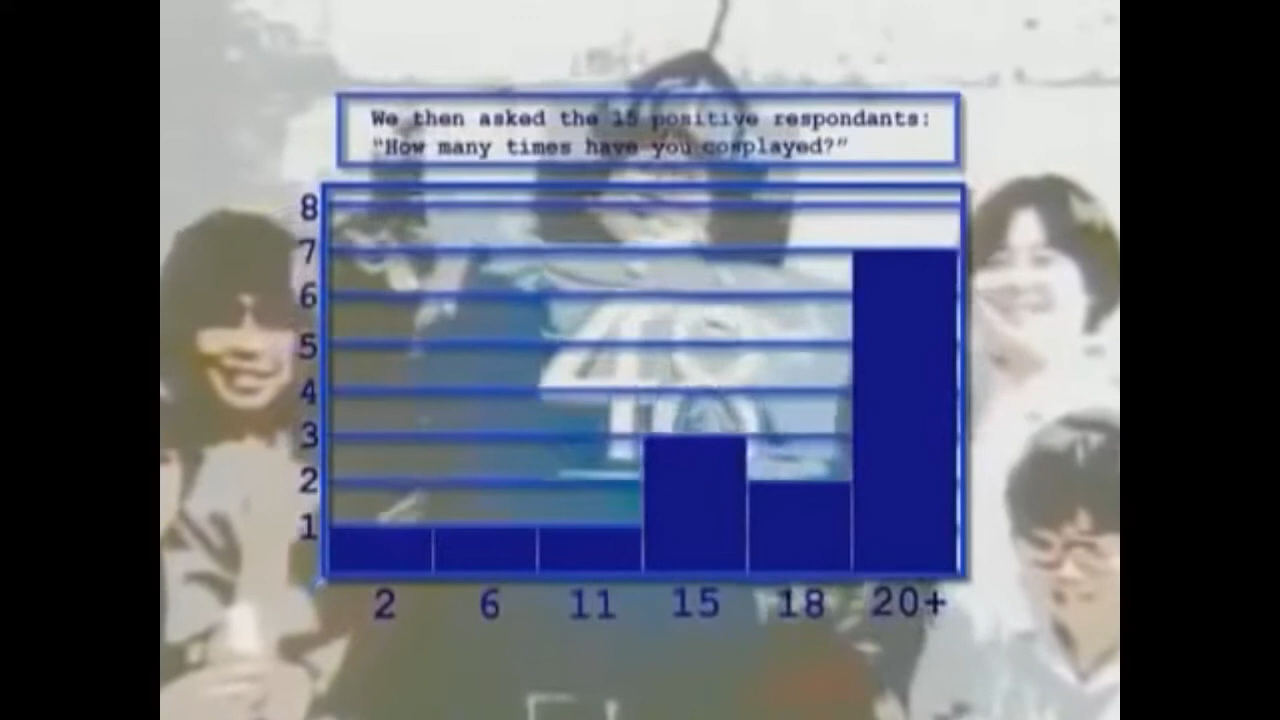 We then asked the 15 positive respondants:
“How many times have you cosplayed?”
8
7
6
5
4
3
2
1
2 6 11 15 18 20+